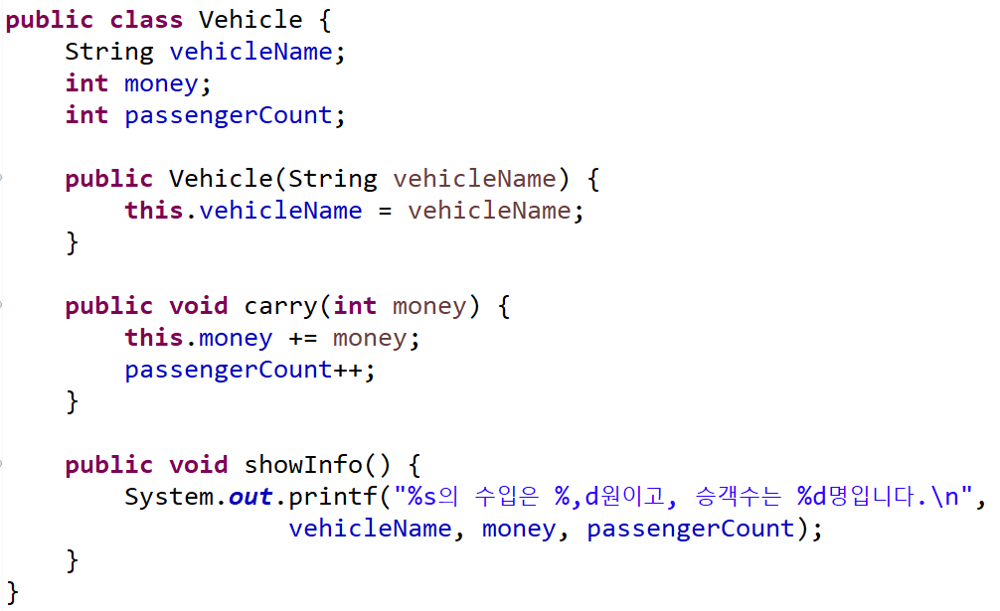 public class Vehicle {
    String vehicleName;
    int money;
    int passengerCount;

    public Vehicle(String vehicleName) {
        this.vehicleName = vehicleName;
    }

    public void carry(int money) {
        this.money += money;
        passengerCount++;
    }

    public void showInfo() {
        System.out.printf("%s의 수입은 %,d원이고, 승객수는 %d명입니다.\n",
                   vehicleName, money, passengerCount);
    }
}